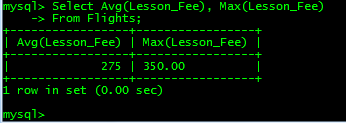 mysql> Select Avg(Lesson_Fee), Max(Lesson_Fee)
    -> From Flights;
+-----------------+-----------------+
| Avg(Lesson_Fee) | Max(Lesson_Fee) |
+-----------------+-----------------+
|             275 | 350.00          |
+-----------------+-----------------+
1 row in set (0.00 sec)
mysql>